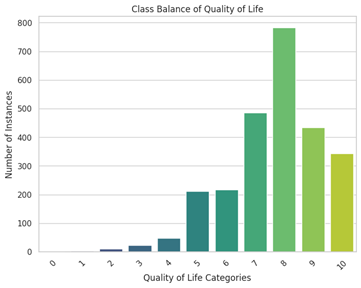 Class Balance of Quality of Life
Number of Instances
800
700
600
500
400
300
200
100
0
0 1 2 3 4 5 6 7 8 9 10
Quality of Life Categories